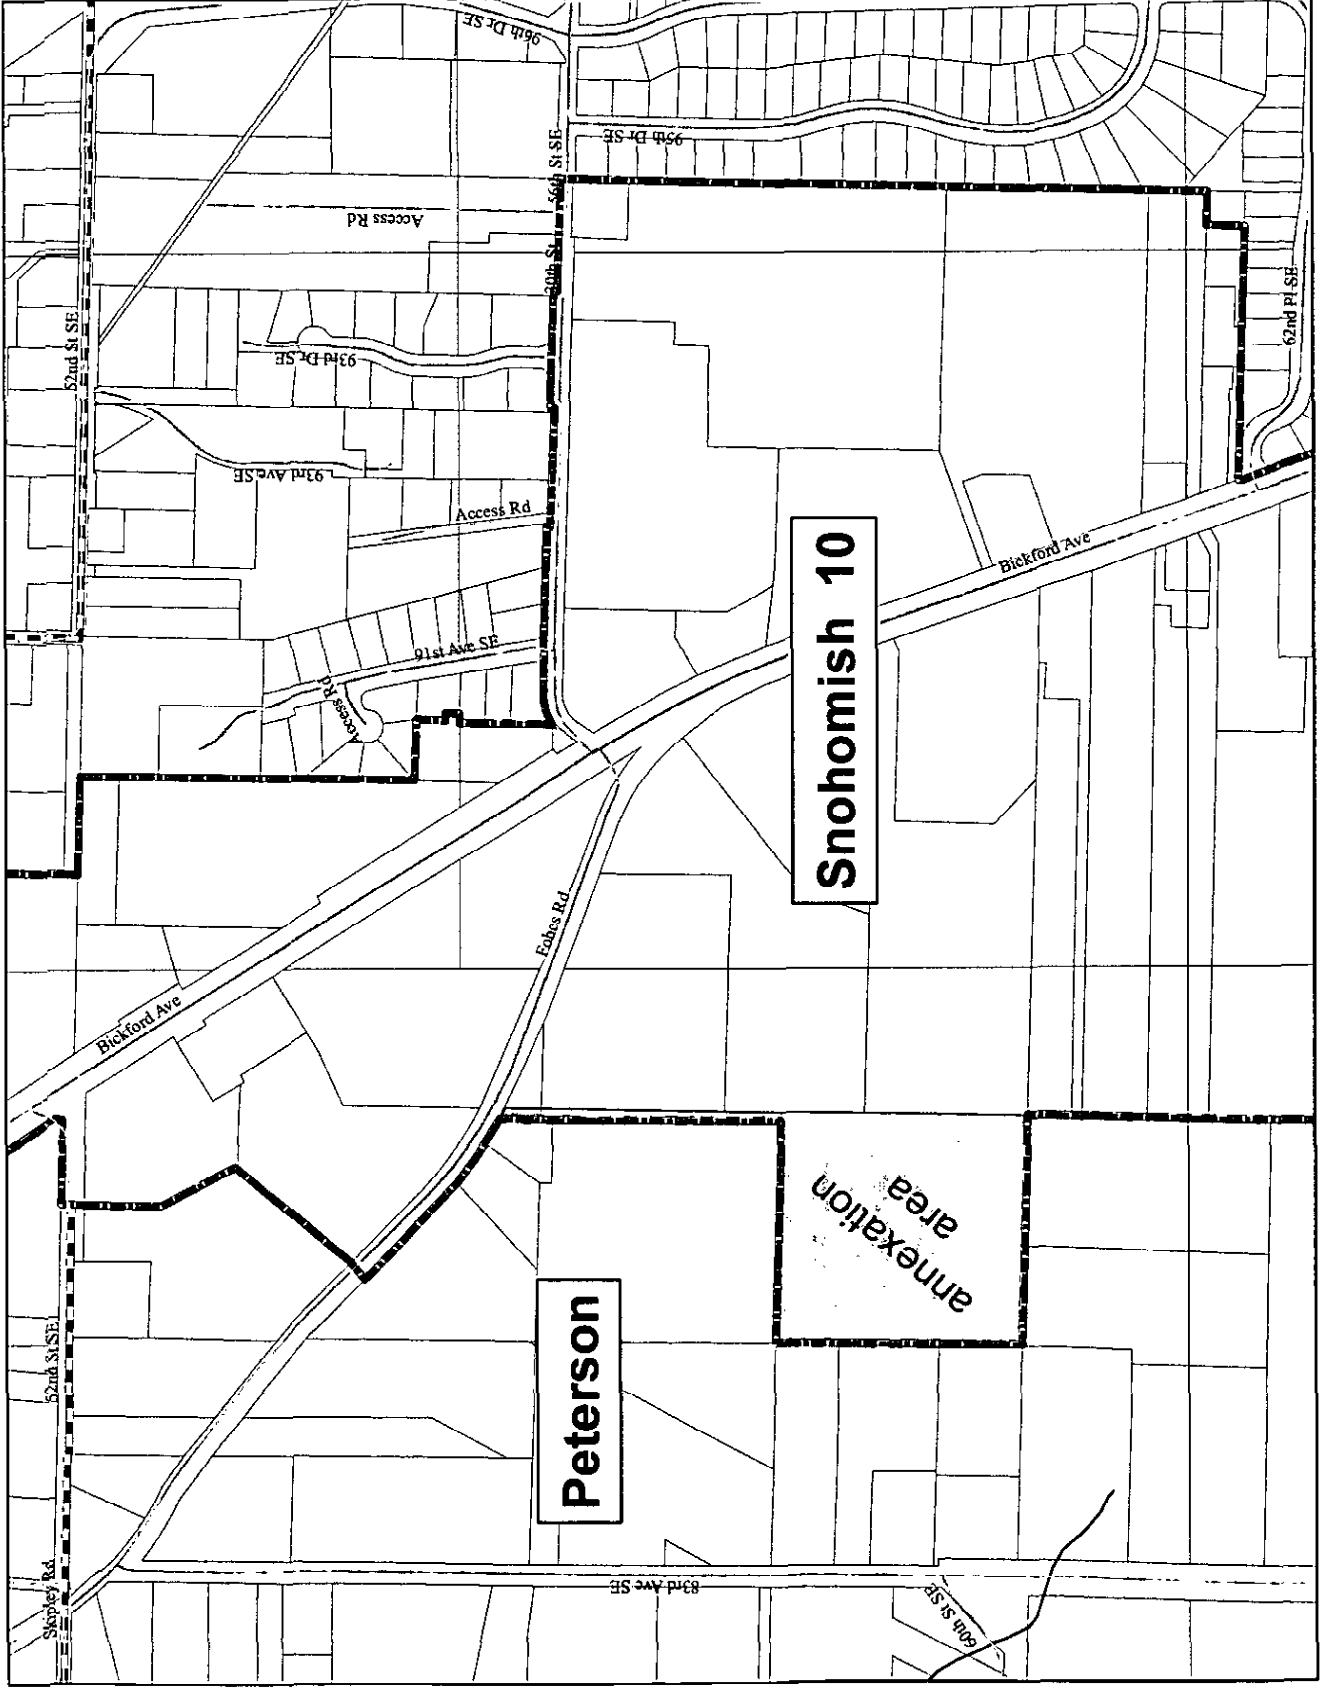 96th Dr SE
95th Dr SE
56th St SE
20th St
Access Rd
52nd St SE
93rd Dr SE
62nd Pl SE
93rd Ave SE
Access Rd
Bickford Ave
91st Ave SE
Access Rd
Snohomish 10
Fobes Rd
Bickford Ave
annexation
area
Peterson
52nd St SE
Skipley Rd
83rd Ave SE
60th St SE